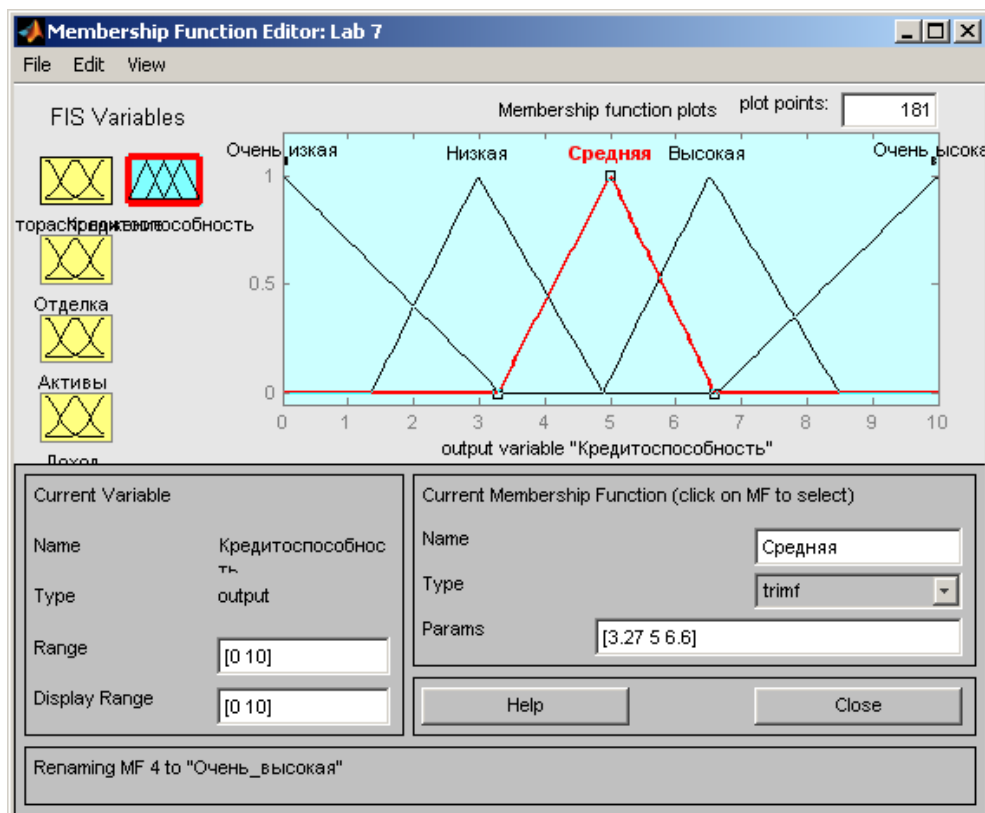 Membership Function Editor: Lab 7
File Edit View
FIS Variables
Membership function plots
plot points:
181
Низкая
Средняя
Высокая
1
0.5
0
0 1 2 3 4 5 6 7 8 9 10
output variable "Кредитоспособность"
Отделка
Активы
Доход
Current Variable
Name
Кредитоспособнос
ть
Type
output
Range
[0 10]
Display Range
[0 10]
Current Membership Function (click on MF to select)
Name
Средняя
Type
trimf
Params
[3.27 5 6.6]
Help
Close
Renaming MF 4 to "Очень_высокая"